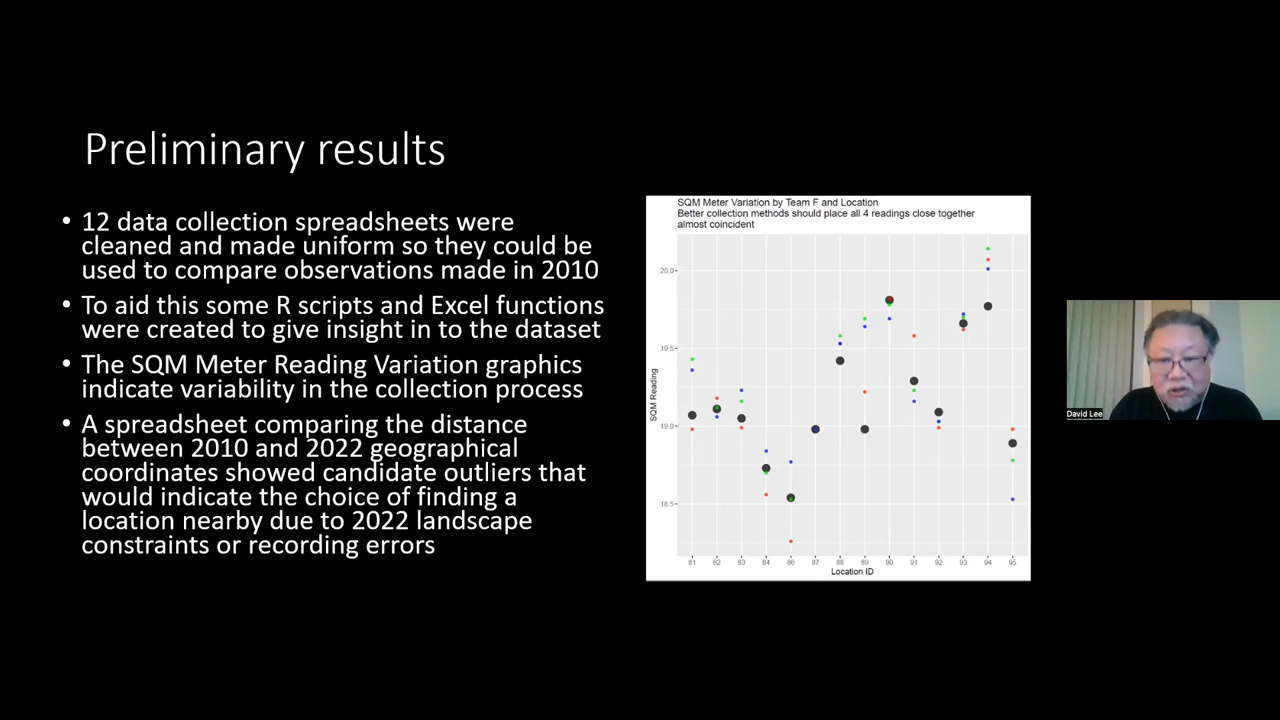 Preliminary results
• 12 data collection spreadsheets were
cleaned and made uniform so they could be
used to compare observations made in 2010
• To aid this some R scripts and Excel functions
were created to give insight in to the dataset
• The SQM Meter Reading Variation graphics
indicate variability in the collection process
• A spreadsheet comparing the distance
between 2010 and 2022 geographical
coordinates showed candidate outliers that
would indicate the choice of finding a
location nearby due to 2022 landscape
constraints or recording errors
SQM Meter Variation by Team F and Location
Better collection methods should place all 4 readings close together
almost coincident
SQM Reading
20.0
19.5
19.0
18.5
81 82 83 84 86 87 88 89 90 91 92 93 94 95
Location ID
David Lee